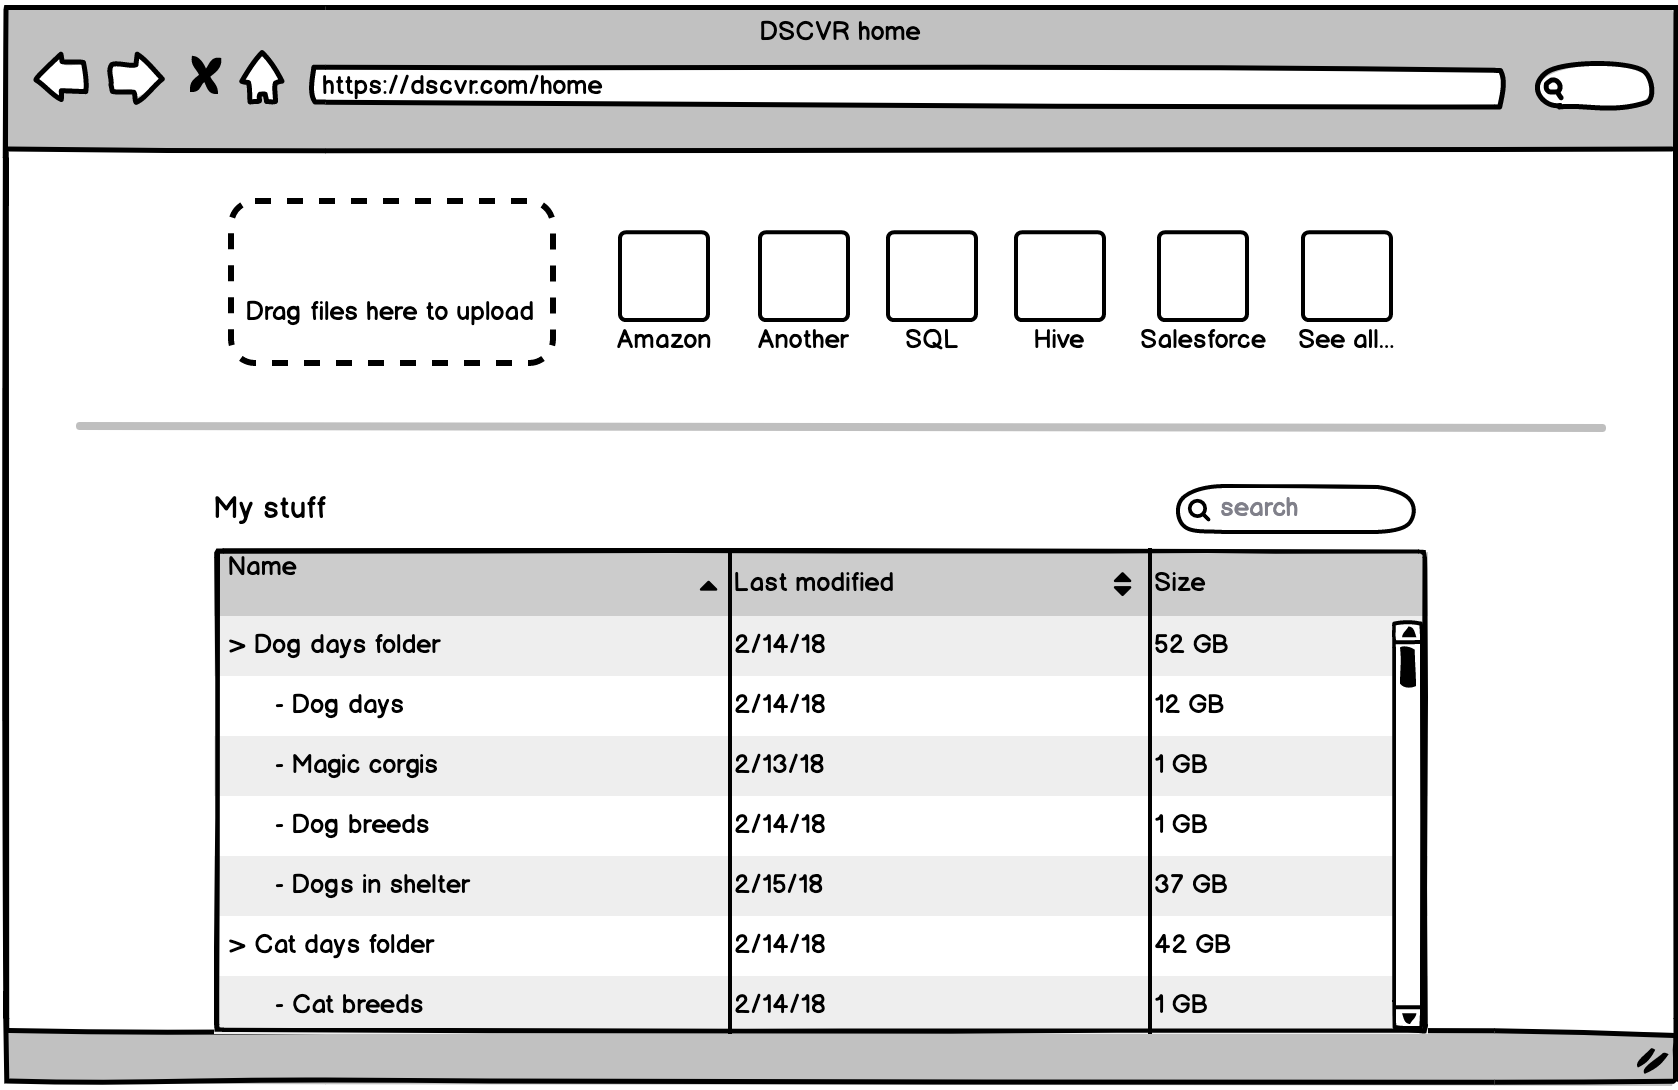 DSCVR home
https://dscvr.com/home
Drag files here to upload
Amazon Another SQL Hive Salesforce See all...
My stuff
search
Name Last modified Size
> Dog days folder 2/14/18 52 GB
- Dog days 2/14/18 12 GB
- Magic corgis 2/13/18 1 GB
- Dog breeds 2/14/18 1 GB
- Dogs in shelter 2/15/18 37 GB
> Cat days folder 2/14/18 42 GB
- Cat breeds 2/14/18 1 GB